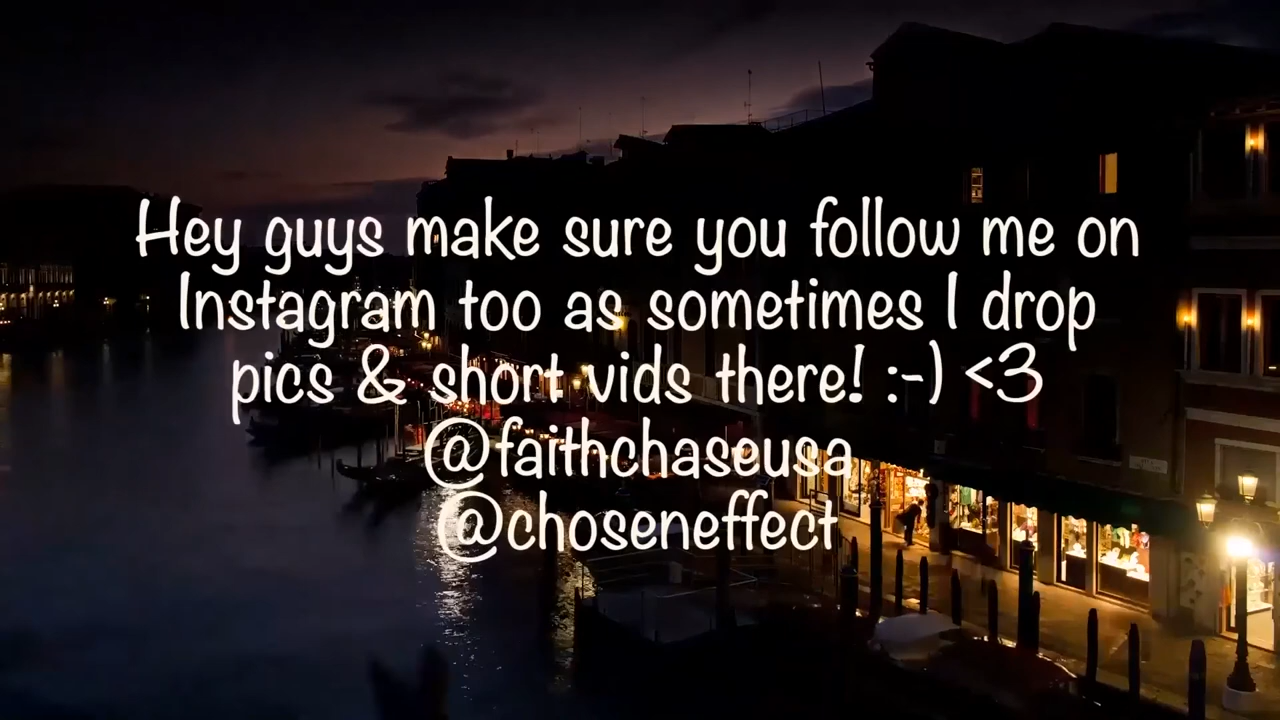 Hey guys make sure you follow me on
Instagram too as sometimes I drop
pics & short vids there! :-) <3
@faithchaseusa
@choseneffect